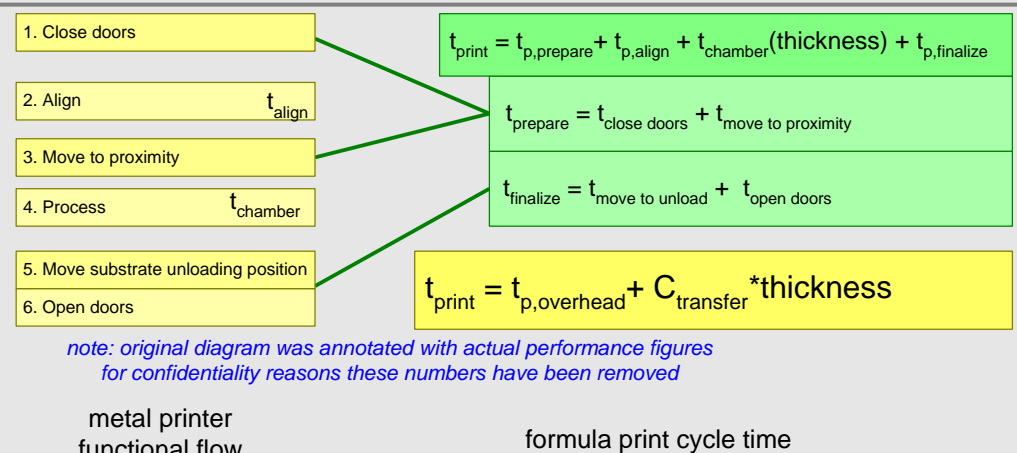 1. Close doors
2. Align t_align
3. Move to proximity
4. Process t_chamber
5. Move substrate unloading position
6. Open doors
t_print = t_p,prepare + t_p,align + t_chamber(thickness) + t_p,finalize
t_prepare = t_close doors + t_move to proximity
t_finalize = t_move to unload + t_open doors
t_print = t_p,overhead + C_transfer*thickness
note: original diagram was annotated with actual performance figures
for confidentiality reasons these numbers have been removed
metal printer
functional flow
formula print cycle time